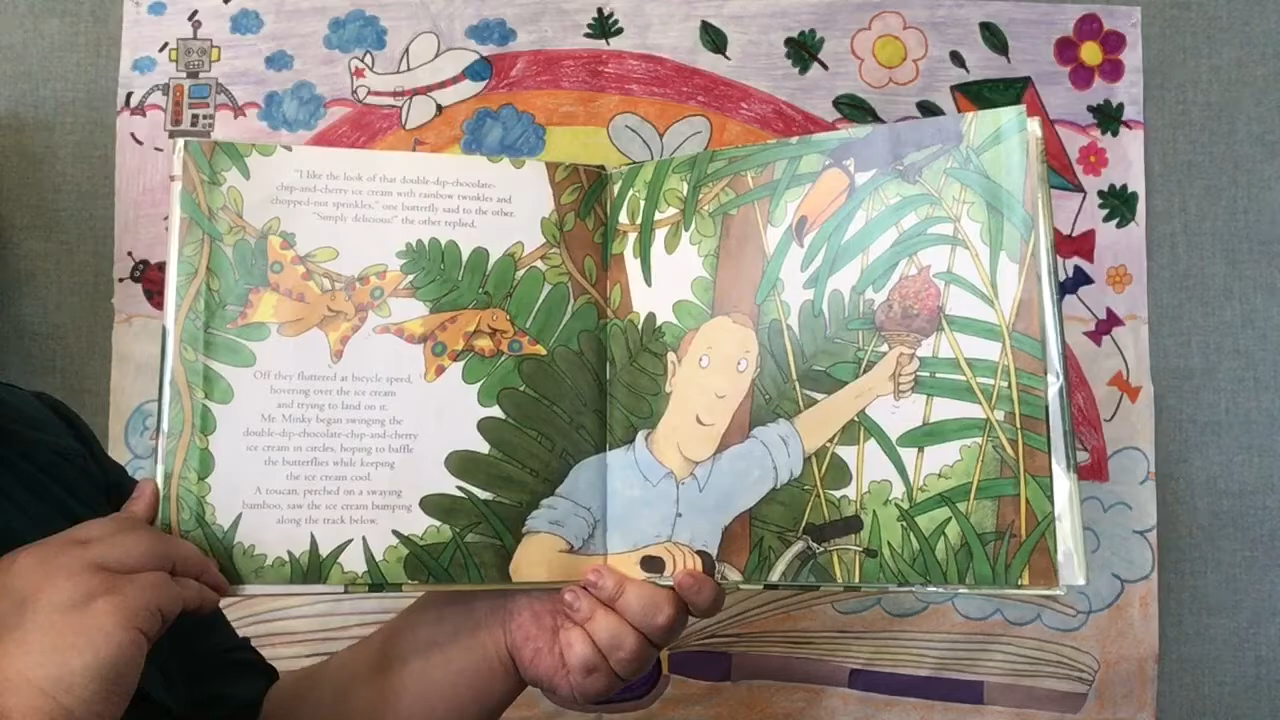 "I like the look of that double-dip-chocolate-
chip-and-cherry ice cream with rainbow twinkles and
chopped-nut sprinkles," one butterfly said to the other.
"Simply delicious!" the other replied.
Off they fluttered at bicycle speed,
hovering over the ice cream
and trying to land on it.
Mr. Minky began swinging the
double-dip-chocolate-chip-and-cherry
ice cream in circles, hoping to baffle
the butterflies while keeping
the ice cream cool.
A toucan, perched on a swaying
bamboo, saw the ice cream bumping
along the track below.